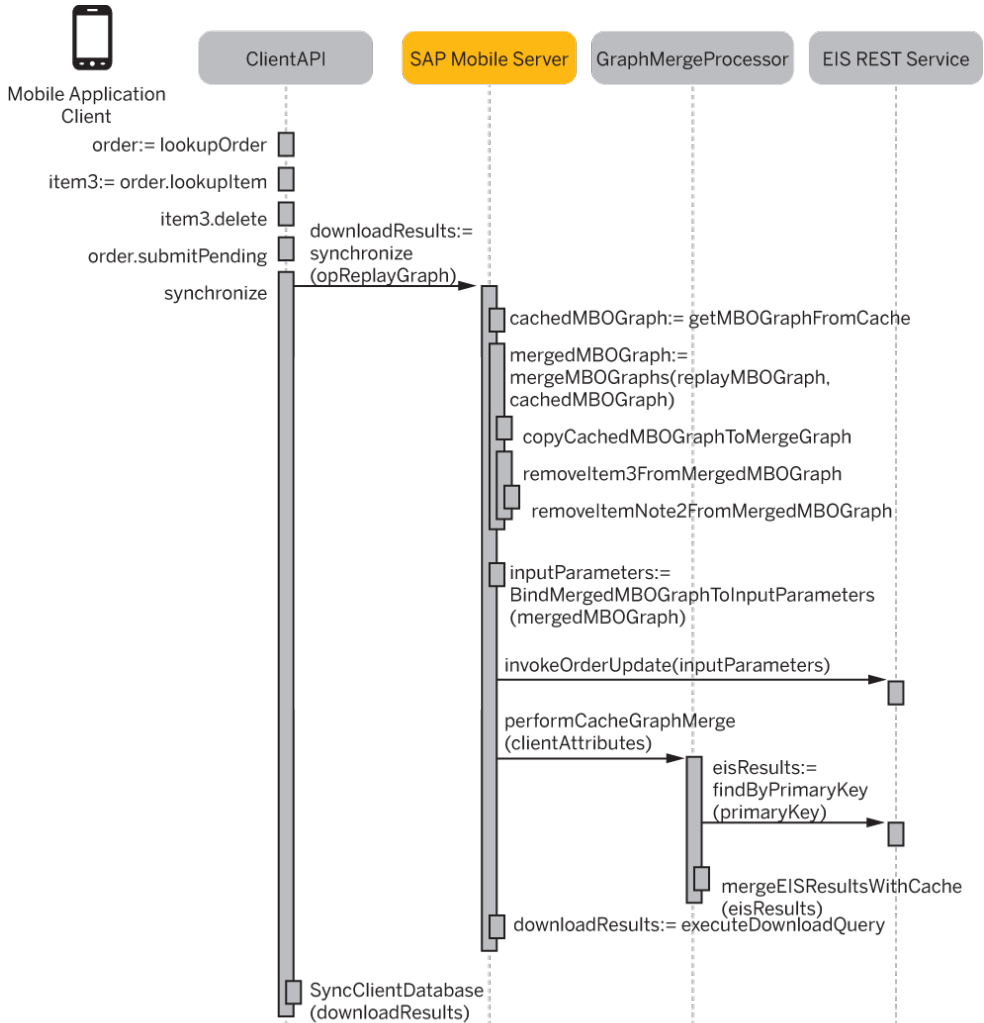 ClientAPI
SAP Mobile Server
GraphMergeProcessor
EIS REST Service
Mobile Application
Client
order:= lookupOrder
item3:= order.lookupItem
item3.delete
order.submitPending
synchronize
downloadResults:=
synchronize
(opReplayGraph)
cachedMBOGraph:= getMBOGraphFromCache
mergedMBOGraph:=
mergeMBOGraphs(replayMBOGraph,
cachedMBOGraph)
copyCachedMBOGraphToMergeGraph
removeItem3FromMergedMBOGraph
removeItemNote2FromMergedMBOGraph
inputParameters:=
BindMergedMBOGraphToInputParameters
(mergedMBOGraph)
invokeOrderUpdate(inputParameters)
performCacheGraphMerge
(clientAttributes)
eisResults:=
findByPrimaryKey
(primaryKey)
mergeEISResultsWithCache
(eisResults)
downloadResults:= executeDownloadQuery
SyncClientDatabase
(downloadResults)